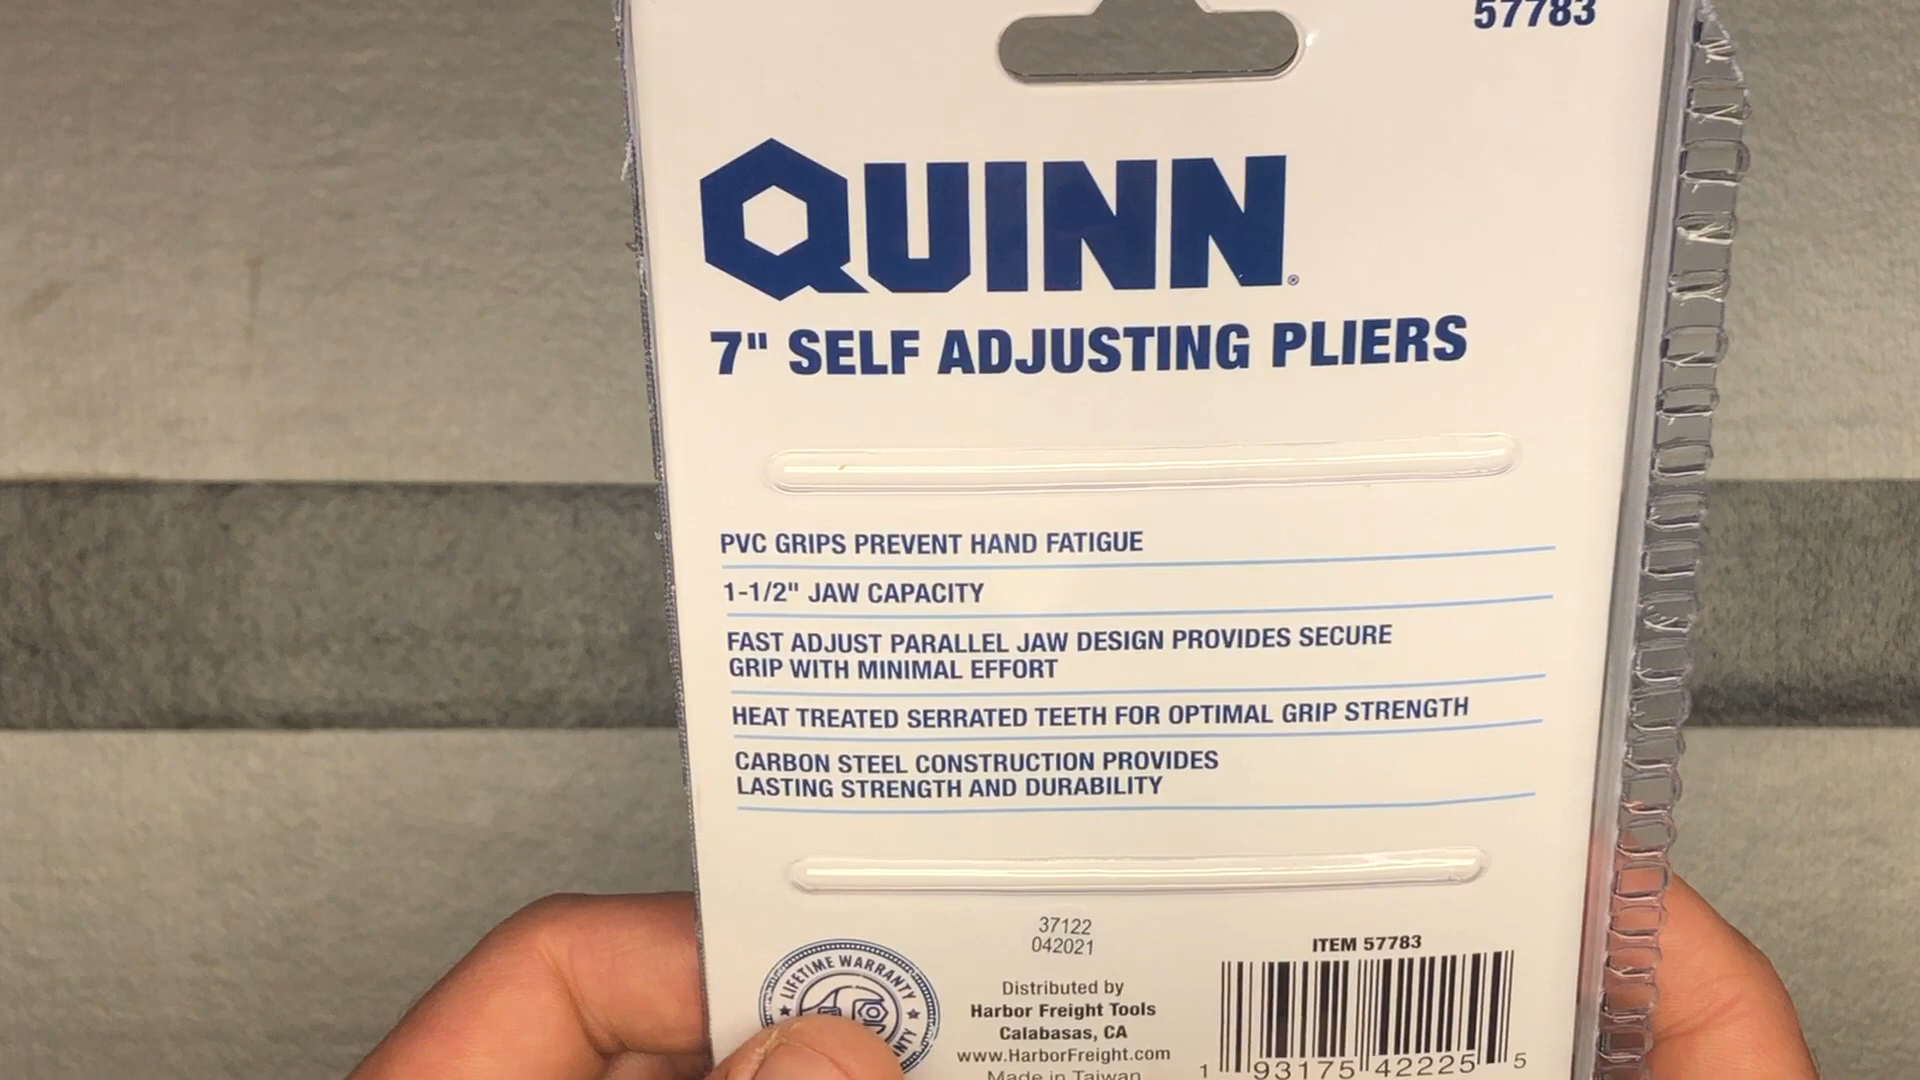 57783
QUINN®
7" SELF ADJUSTING PLIERS
PVC GRIPS PREVENT HAND FATIGUE
1-1/2" JAW CAPACITY
FAST ADJUST PARALLEL JAW DESIGN PROVIDES SECURE
GRIP WITH MINIMAL EFFORT
HEAT TREATED SERRATED TEETH FOR OPTIMAL GRIP STRENGTH
CARBON STEEL CONSTRUCTION PROVIDES
LASTING STRENGTH AND DURABILITY
37122
042021
LIFETIME WARRANTY
Distributed by
Harbor Freight Tools
Calabasas, CA
www.HarborFreight.com
Made in Taiwan
ITEM 57783
1 93175 42225 5